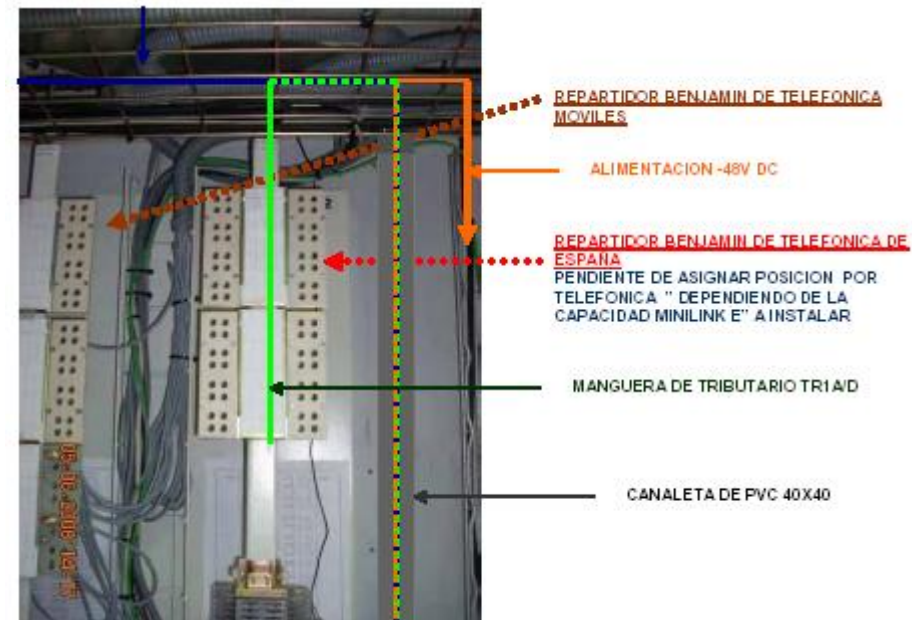 REPARTIDOR BENJAMIN DE TELEFONICA
MOVILES
ALIMENTACION -48V DC
REPARTIDOR BENJAMIN DE TELEFONICA DE
ESPAÑA
PENDIENTE DE ASIGNAR POSICION POR
TELEFONICA " DEPENDIENDO DE LA
CAPACIDAD MINILINK E" A INSTALAR
MANGUERA DE TRIBUTARIO TR1A/D
CANALETA DE PVC 40X40